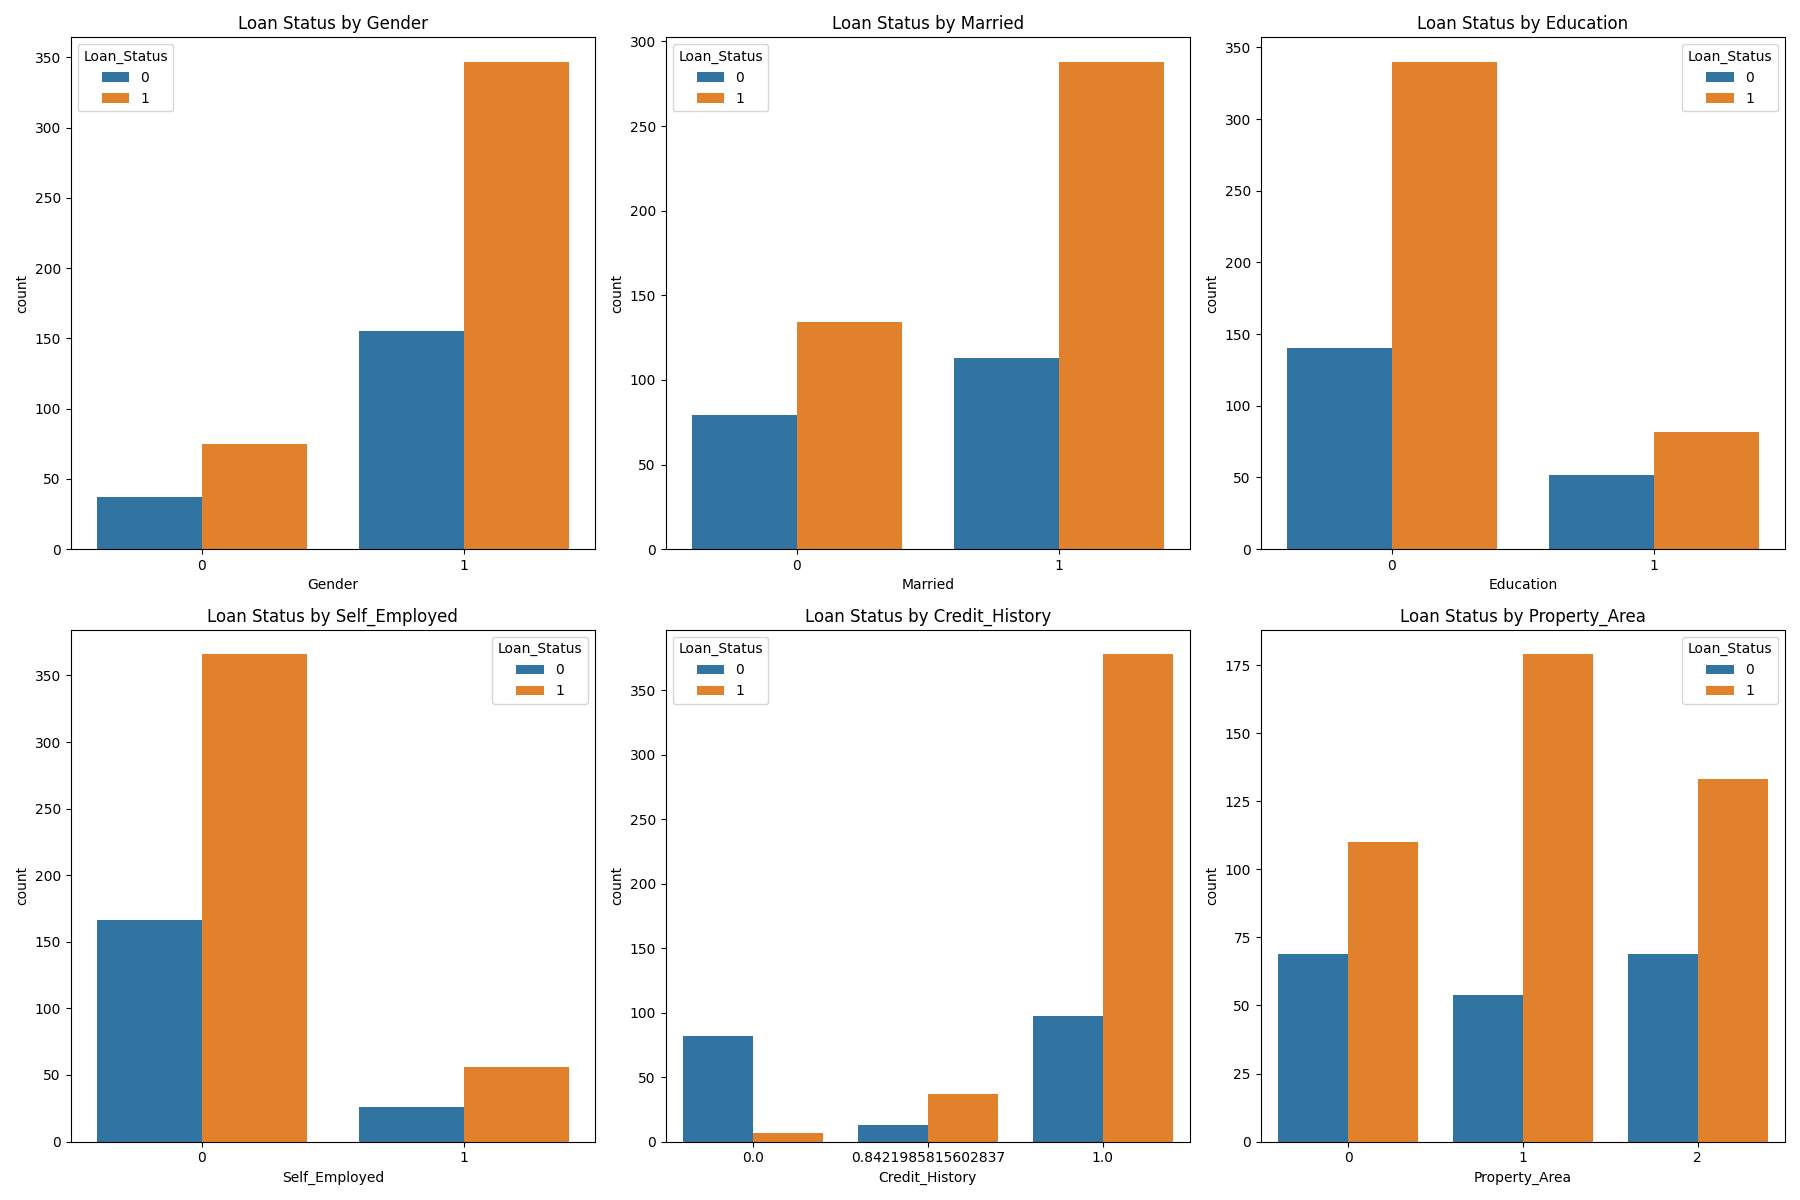 Loan Status by Gender
Loan_Status
0
1
350
300
250
200
150
100
50
0
count
0 1
Gender
Loan Status by Married
Loan_Status
0
1
300
250
200
150
100
50
0
count
0 1
Married
Loan Status by Education
Loan_Status
0
1
350
300
250
200
150
100
50
0
count
0 1
Education
Loan Status by Self_Employed
Loan_Status
0
1
350
300
250
200
150
100
50
0
count
0 1
Self_Employed
Loan Status by Credit_History
Loan_Status
0
1
350
300
250
200
150
100
50
0
count
0.0 0.8421985815602837 1.0
Credit_History
Loan Status by Property_Area
Loan_Status
0
1
175
150
125
100
75
50
25
0
count
0 1 2
Property_Area